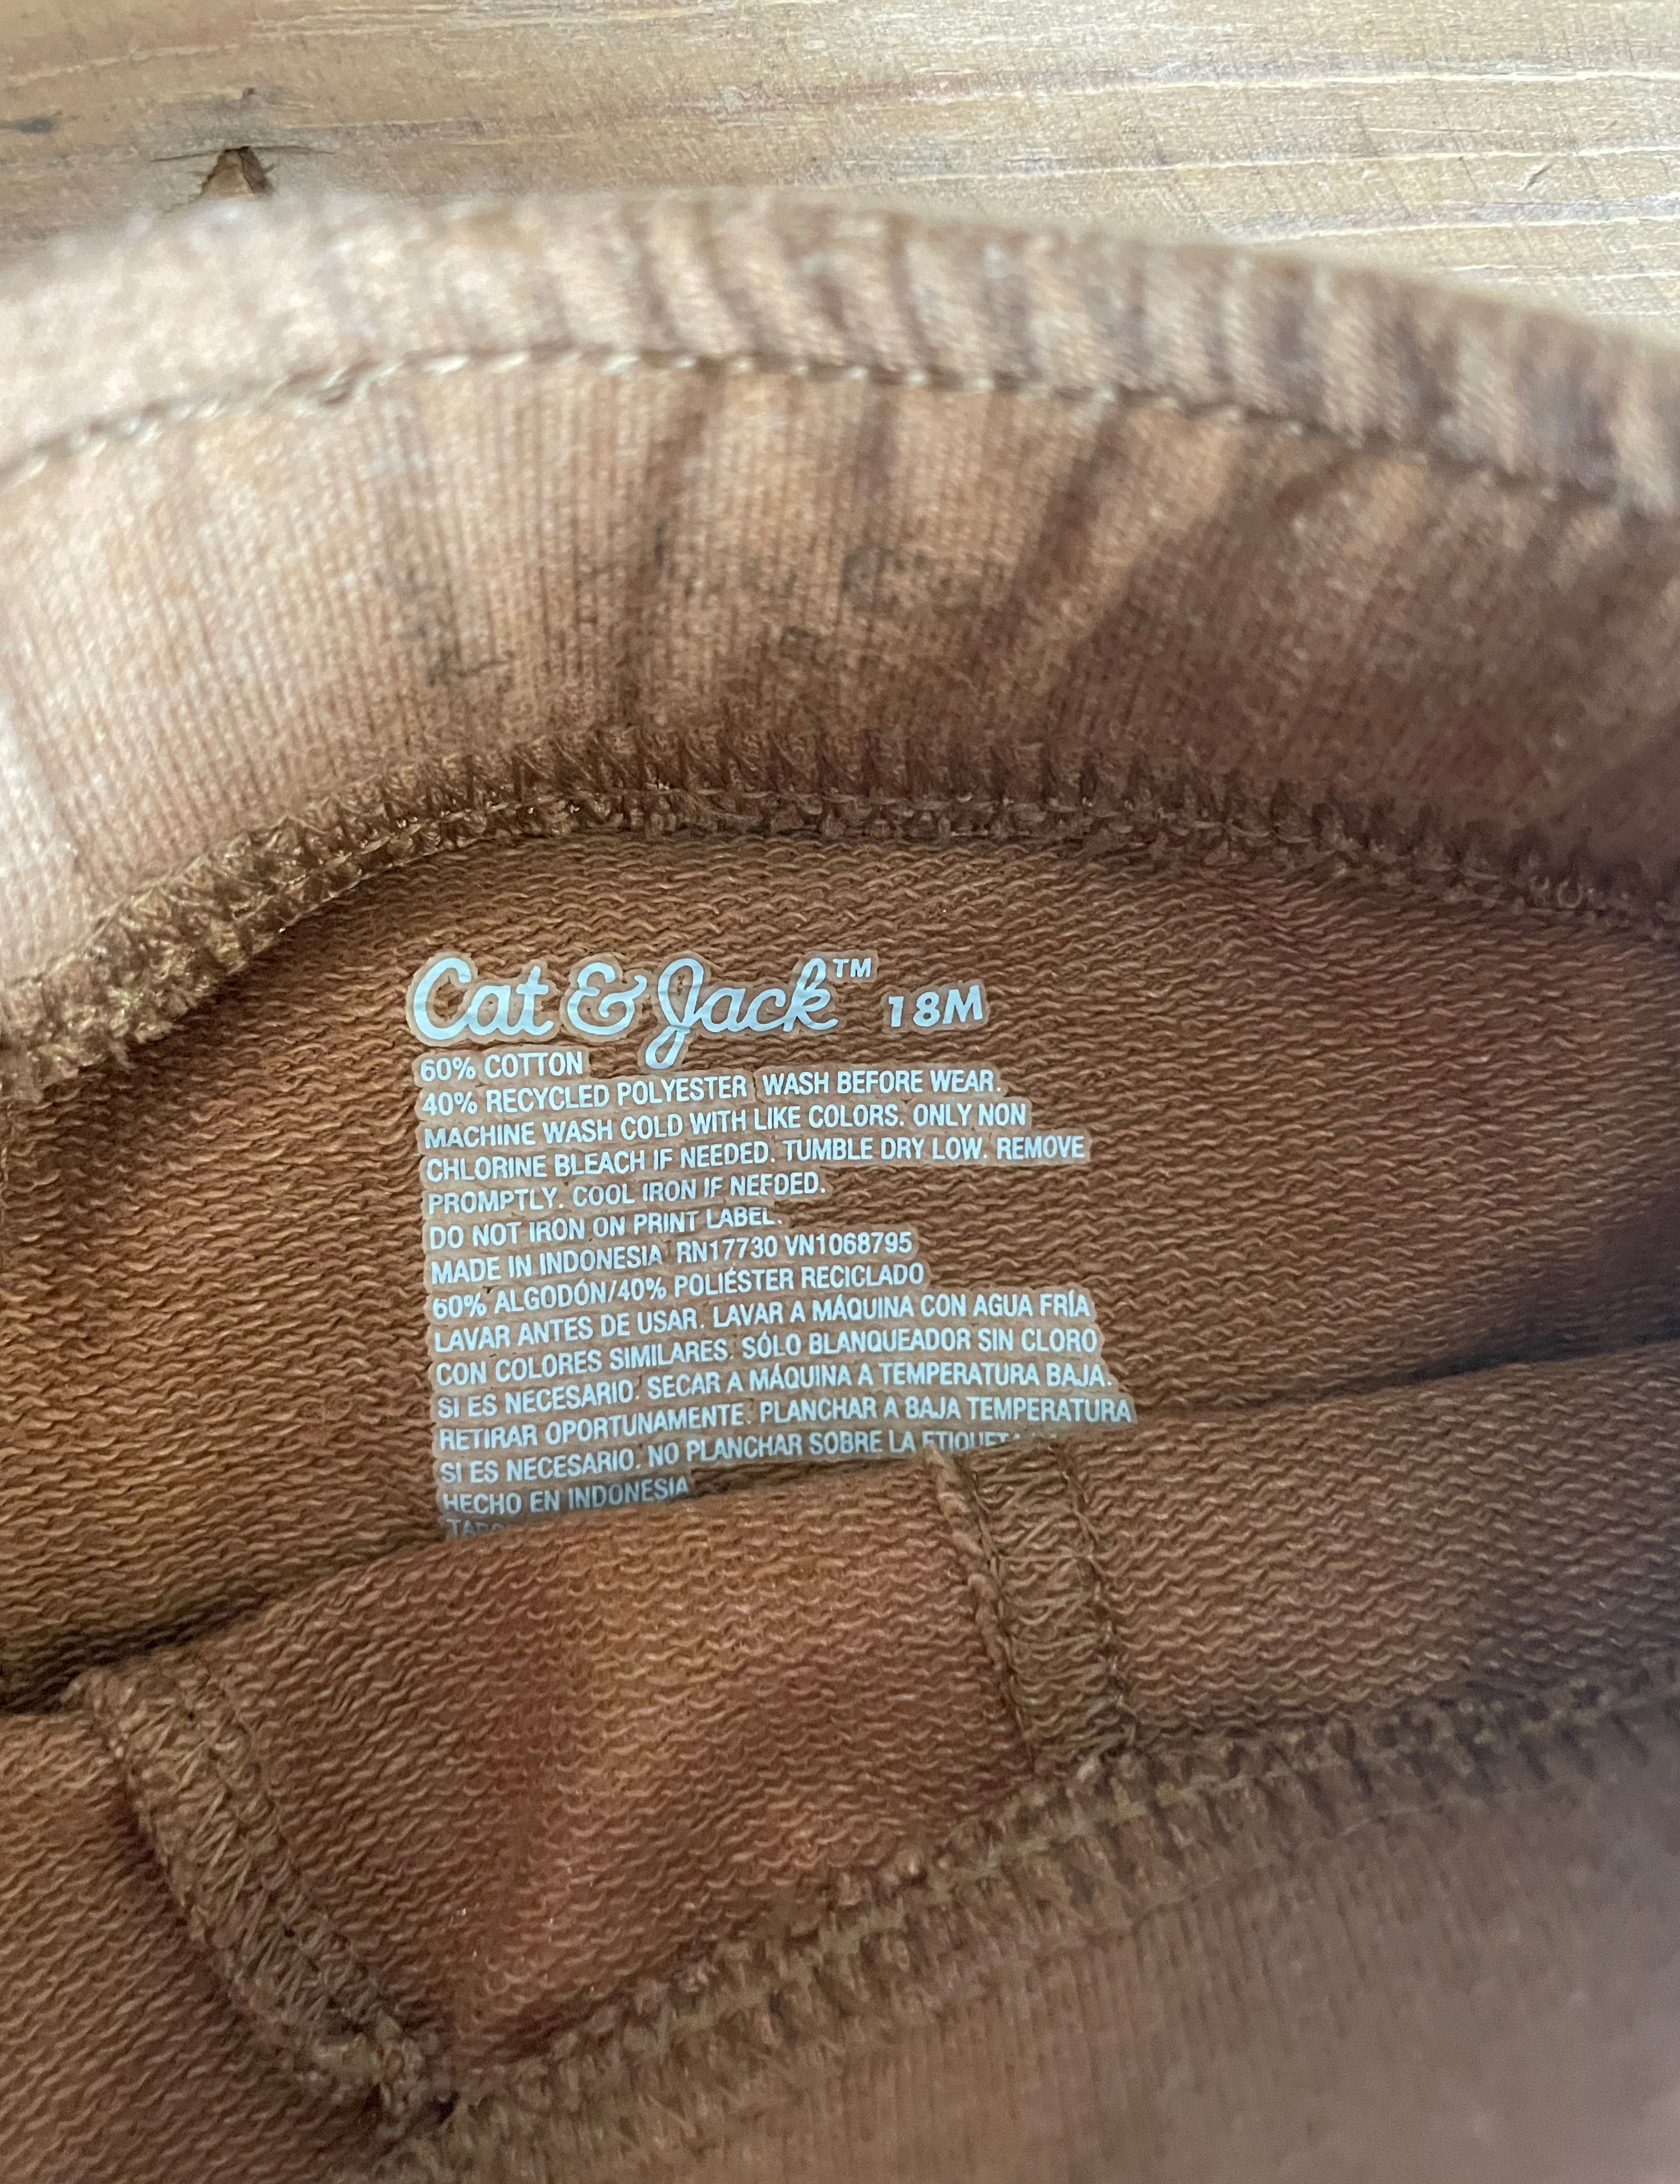 Cat & Jack™ 18M
60% COTTON
40% RECYCLED POLYESTER WASH BEFORE WEAR.
MACHINE WASH COLD WITH LIKE COLORS. ONLY NON
CHLORINE BLEACH IF NEEDED. TUMBLE DRY LOW. REMOVE
PROMPTLY. COOL IRON IF NEEDED.
DO NOT IRON ON PRINT LABEL.
MADE IN INDONESIA RN17730 VN1068795
60% ALGODÓN/40% POLIÉSTER RECICLADO
LAVAR ANTES DE USAR. LAVAR A MÁQUINA CON AGUA FRÍA
CON COLORES SIMILARES. SÓLO BLANQUEADOR SIN CLORO
SI ES NECESARIO. SECAR A MÁQUINA A TEMPERATURA BAJA.
RETIRAR OPORTUNAMENTE. PLANCHAR A BAJA TEMPERATURA
SI ES NECESARIO. NO PLANCHAR SOBRE LA ETIQUETA
HECHO EN INDONESIA